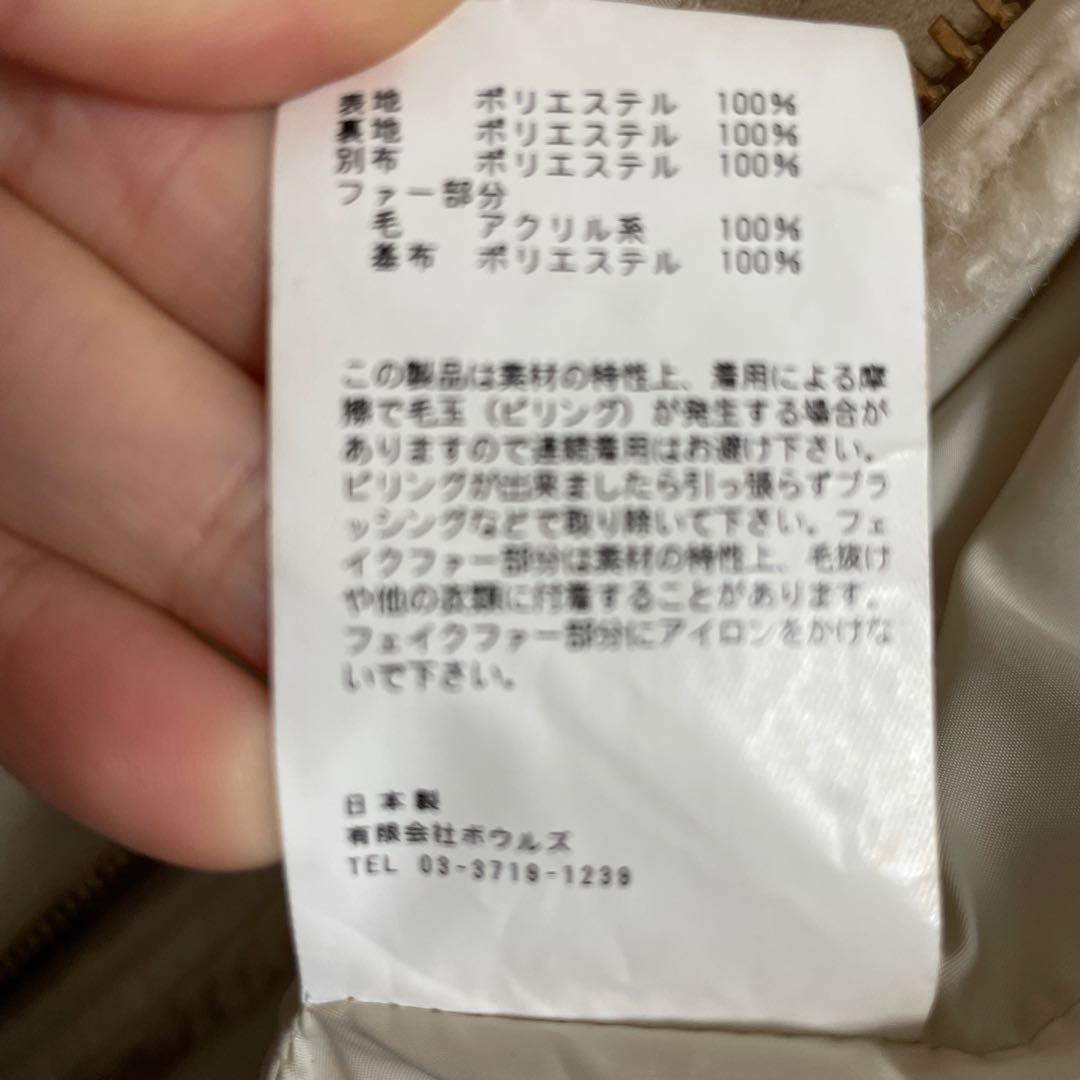 表地 ポリエステル 100%
裏地 ポリエステル 100%
別布 ポリエステル 100%
ファー部分
毛 アクリル系 100%
基布 ポリエステル 100%
この製品は素材の特性上、着用による摩
擦で毛玉(ピリング)が発生する場合が
ありますので連続着用はお避け下さい。
ピリングが出来ましたら引っ張らずブラ
ッシングなどで取り除いて下さい。フェ
イクファー部分は素材の特性上、毛抜け
や他の衣類に付着することがあります。
フェイクファー部分にアイロンをかけな
いで下さい。
日本製
有限会社ボウルズ
TEL 03-3719-1239